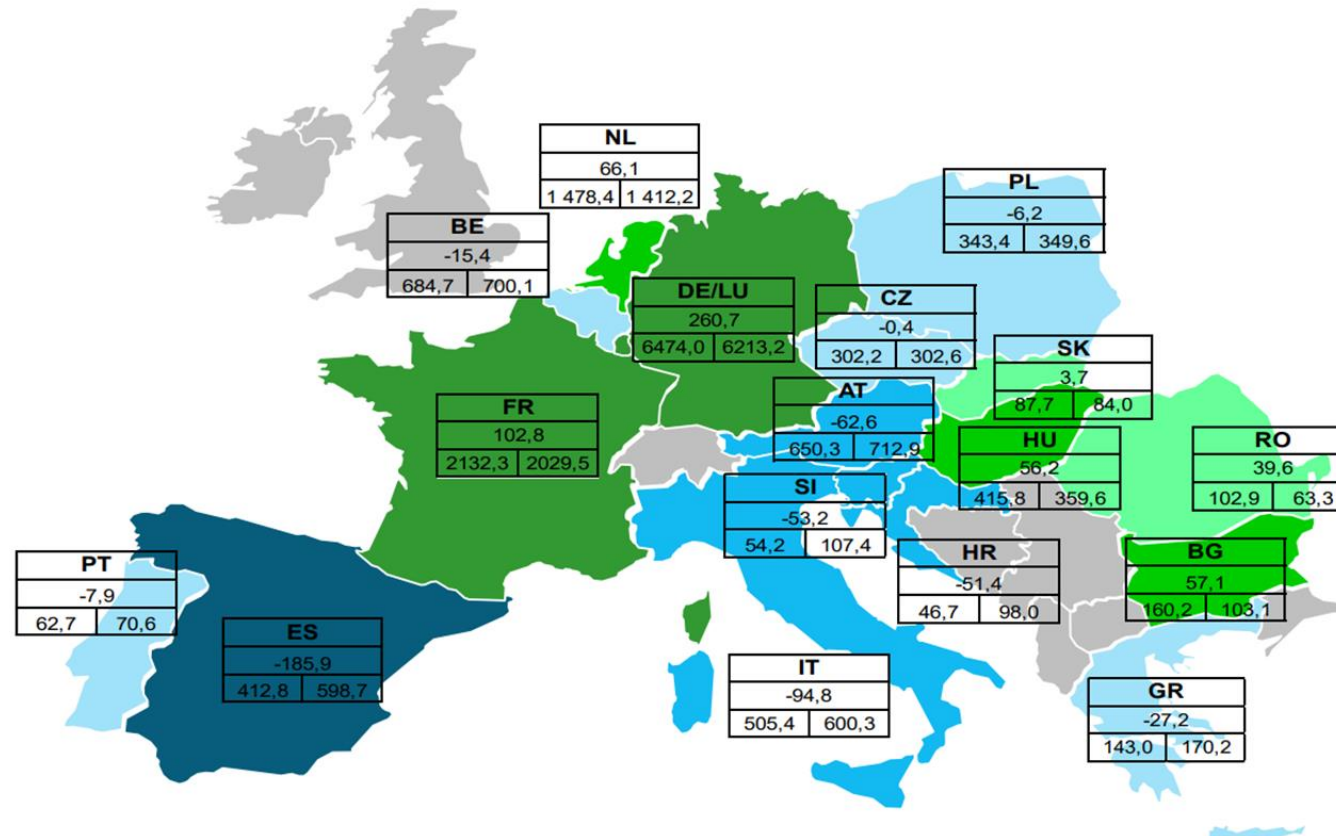 NL
66,1
1 478,4 1 412,2
PL
-6,2
343,4 349,6
BE
-15,4
684,7 700,1
DE/LU
260,7
6474,0 6213,2
CZ
-0,4
302,2 302,6
SK
3,7
87,7 84,0
AT
-62,6
650,3 712,9
FR
102,8
2132,3 2029,5
HU
56,2
415,8 359,6
RO
39,6
102,9 63,3
SI
-53,2
54,2 107,4
HR
-51,4
46,7 98,0
BG
57,1
160,2 103,1
PT
-7,9
62,7 70,6
ES
-185,9
412,8 598,7
IT
-94,8
505,4 600,3
GR
-27,2
143,0 170,2